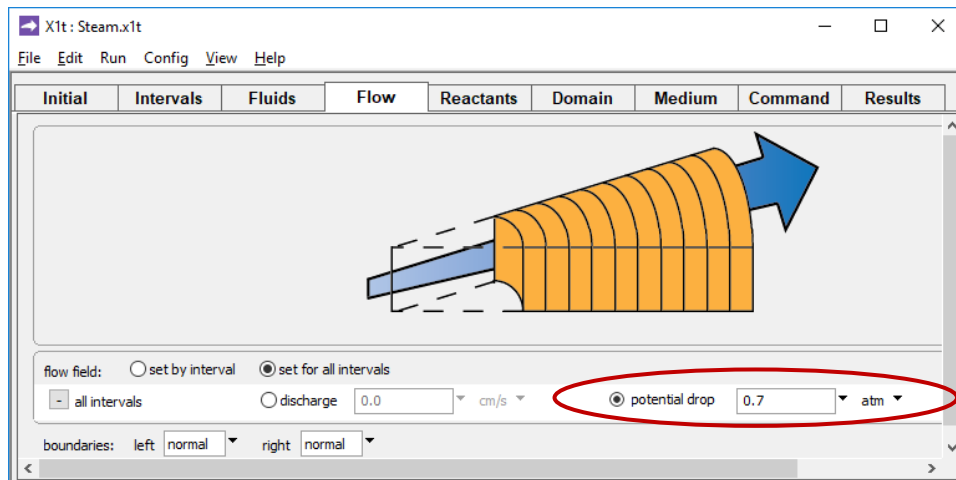 X1t : Steam.x1t
File Edit Run Config View Help
Initial Intervals Fluids Flow Reactants Domain Medium Command Results
flow field: set by interval set for all intervals
- all intervals discharge 0.0 cm/s potential drop 0.7 atm
boundaries: left normal right normal